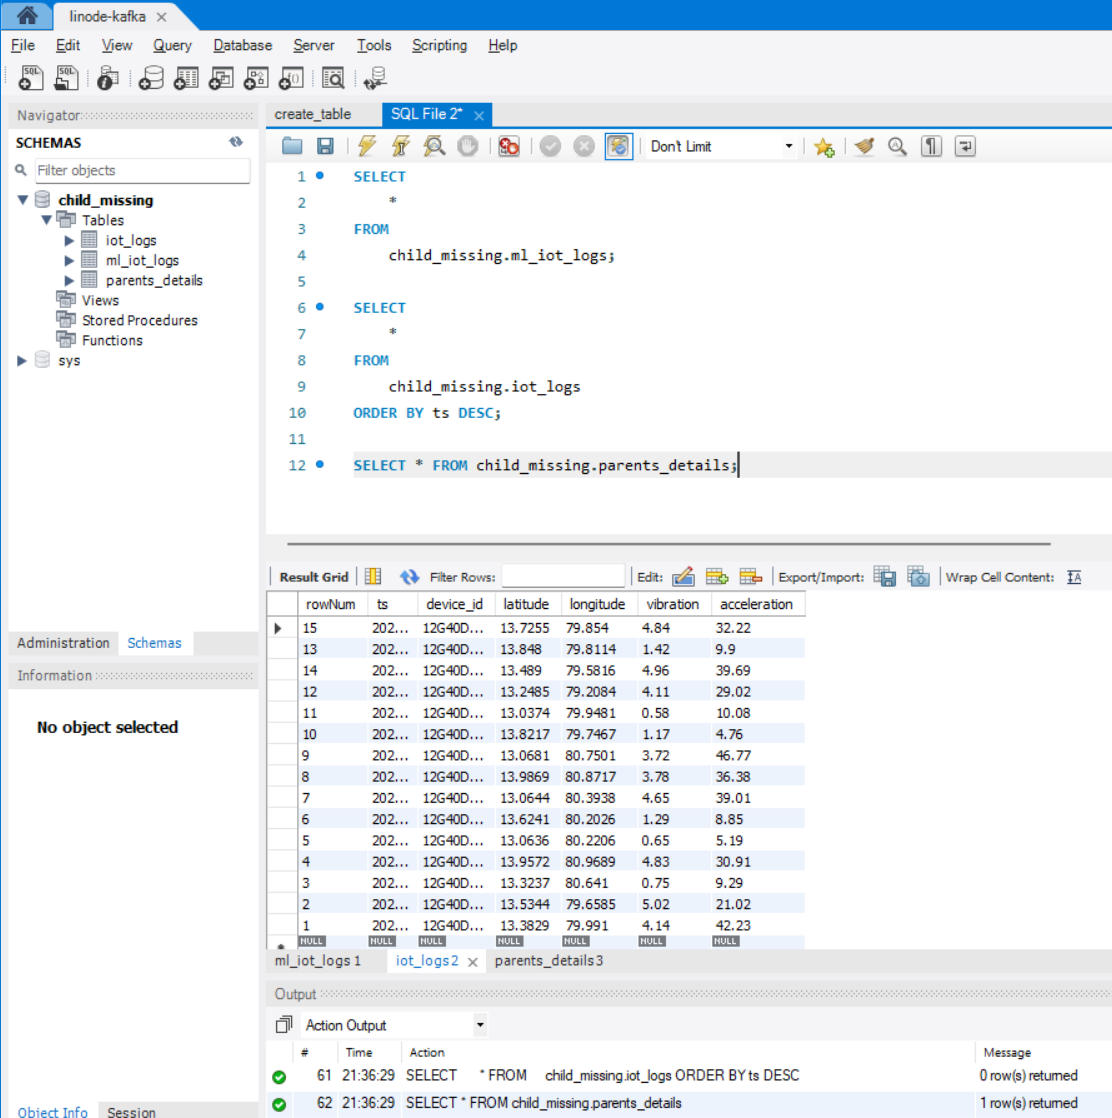 linode-kafka
File Edit View Query Database Server Tools Scripting Help
Navigator
SCHEMAS
Filter objects
child_missing
Tables
iot_logs
ml_iot_logs
parents_details
Views
Stored Procedures
Functions
sys
Administration Schemas
Information
No object selected
Object Info Session
create_table SQL File 2*
Don't Limit
1 SELECT
2 *
3 FROM
4 child_missing.ml_iot_logs;
5
6 SELECT
7 *
8 FROM
9 child_missing.iot_logs
10 ORDER BY ts DESC;
11
12 SELECT * FROM child_missing.parents_details;
Result Grid Filter Rows: Edit: Export/Import: Wrap Cell Content: IA
rowNum ts device_id latitude longitude vibration acceleration
15 202... 12G40D... 13.7255 79.854 4.84 32.22
13 202... 12G40D... 13.848 79.8114 1.42 9.9
14 202... 12G40D... 13.489 79.5816 4.96 39.69
12 202... 12G40D... 13.2485 79.2084 4.11 29.02
11 202... 12G40D... 13.0374 79.9481 0.58 10.08
10 202... 12G40D... 13.8217 79.7467 1.17 4.76
9 202... 12G40D... 13.0681 80.7501 3.72 46.77
8 202... 12G40D... 13.9869 80.8717 3.78 36.38
7 202... 12G40D... 13.0644 80.3938 4.65 39.01
6 202... 12G40D... 13.6241 80.2026 1.29 8.85
5 202... 12G40D... 13.0636 80.2206 0.65 5.19
4 202... 12G40D... 13.9572 80.9689 4.83 30.91
3 202... 12G40D... 13.3237 80.641 0.75 9.29
2 202... 12G40D... 13.5344 79.6585 5.02 21.02
1 202... 12G40D... 13.3829 79.991 4.14 42.23
NULL NULL NULL NULL NULL NULL NULL
ml_iot_logs 1 iot_logs 2 parents_details 3
Output
Action Output
# Time Action Message
61 21:36:29 SELECT * FROM child_missing.iot_logs ORDER BY ts DESC 0 row(s) returned
62 21:36:29 SELECT * FROM child_missing.parents_details 1 row(s) returned